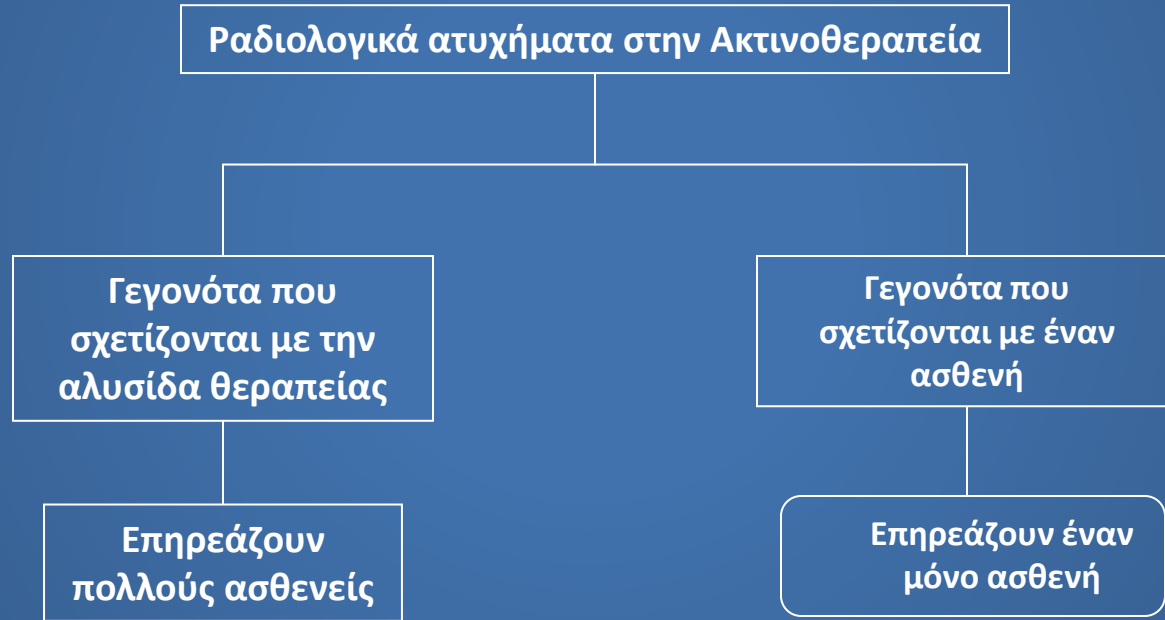 Ραδιολογικά ατυχήματα στην Ακτινοθεραπεία
Γεγονότα που
σχετίζονται με την
αλυσίδα θεραπείας
Γεγονότα που
σχετίζονται με έναν
ασθενή
Επηρεάζουν
πολλούς ασθενείς
Επηρεάζουν έναν
μόνο ασθενή